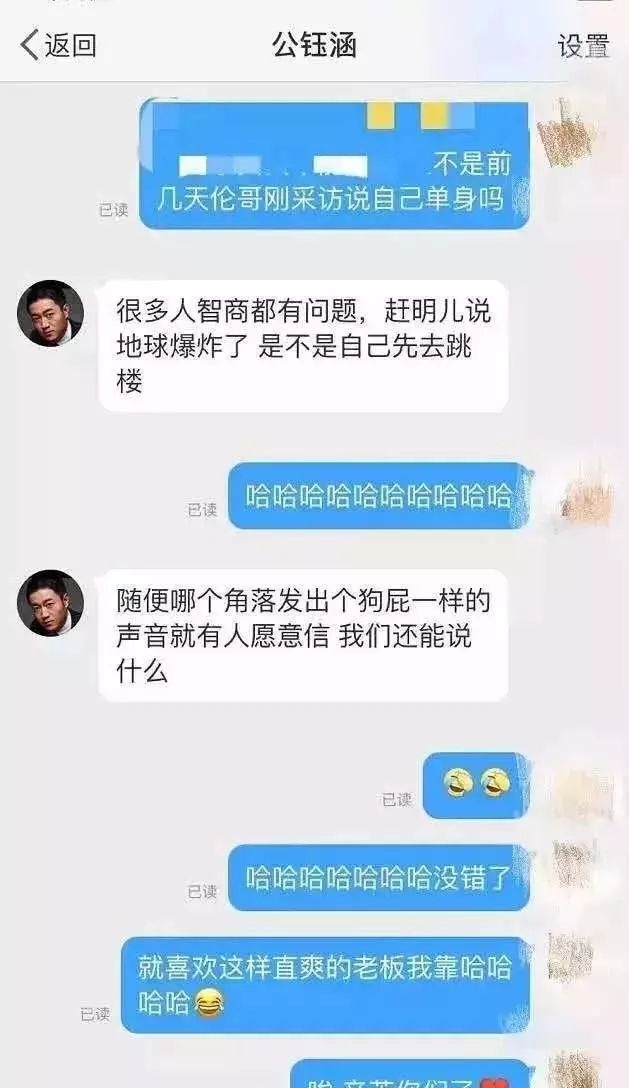 返回
公钰涵
设置
不是前
几天伦哥刚采访说自己单身吗
已读
很多人智商都有问题，赶明儿说
地球爆炸了 是不是自己先去跳
楼
哈哈哈哈哈哈哈哈哈哈
已读
随便哪个角落发出个狗屁一样的
声音就有人愿意信 我们还能说
什么
🤣🤣
已读
哈哈哈哈哈哈哈没错了
已读
就喜欢这样直爽的老板我靠哈哈
哈哈😂
已读
唉 辛苦你们了❤